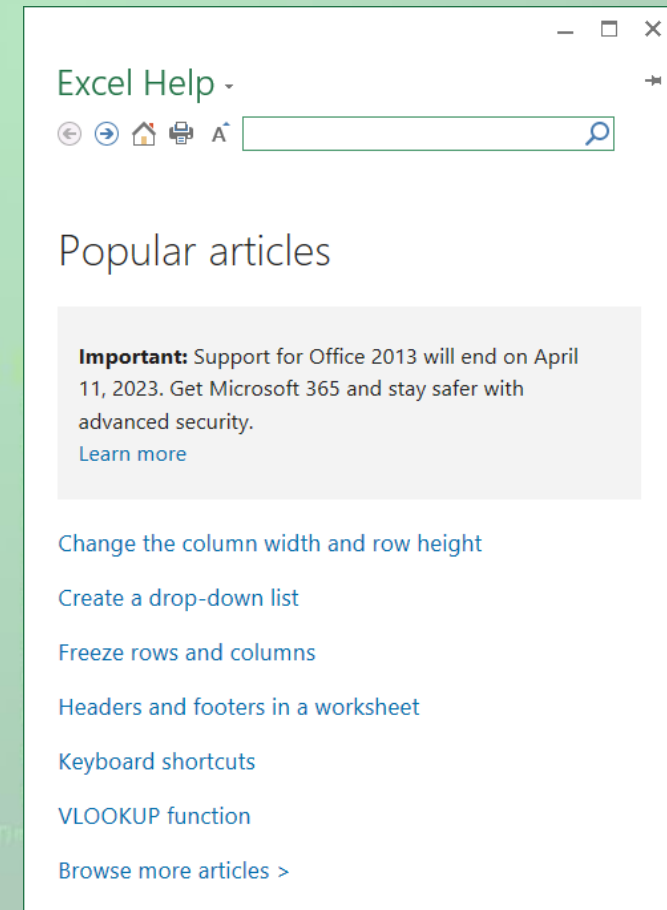 Excel Help
A
Popular articles
Important: Support for Office 2013 will end on April
11, 2023. Get Microsoft 365 and stay safer with
advanced security.
Learn more
Change the column width and row height
Create a drop-down list
Freeze rows and columns
Headers and footers in a worksheet
Keyboard shortcuts
VLOOKUP function
Browse more articles >